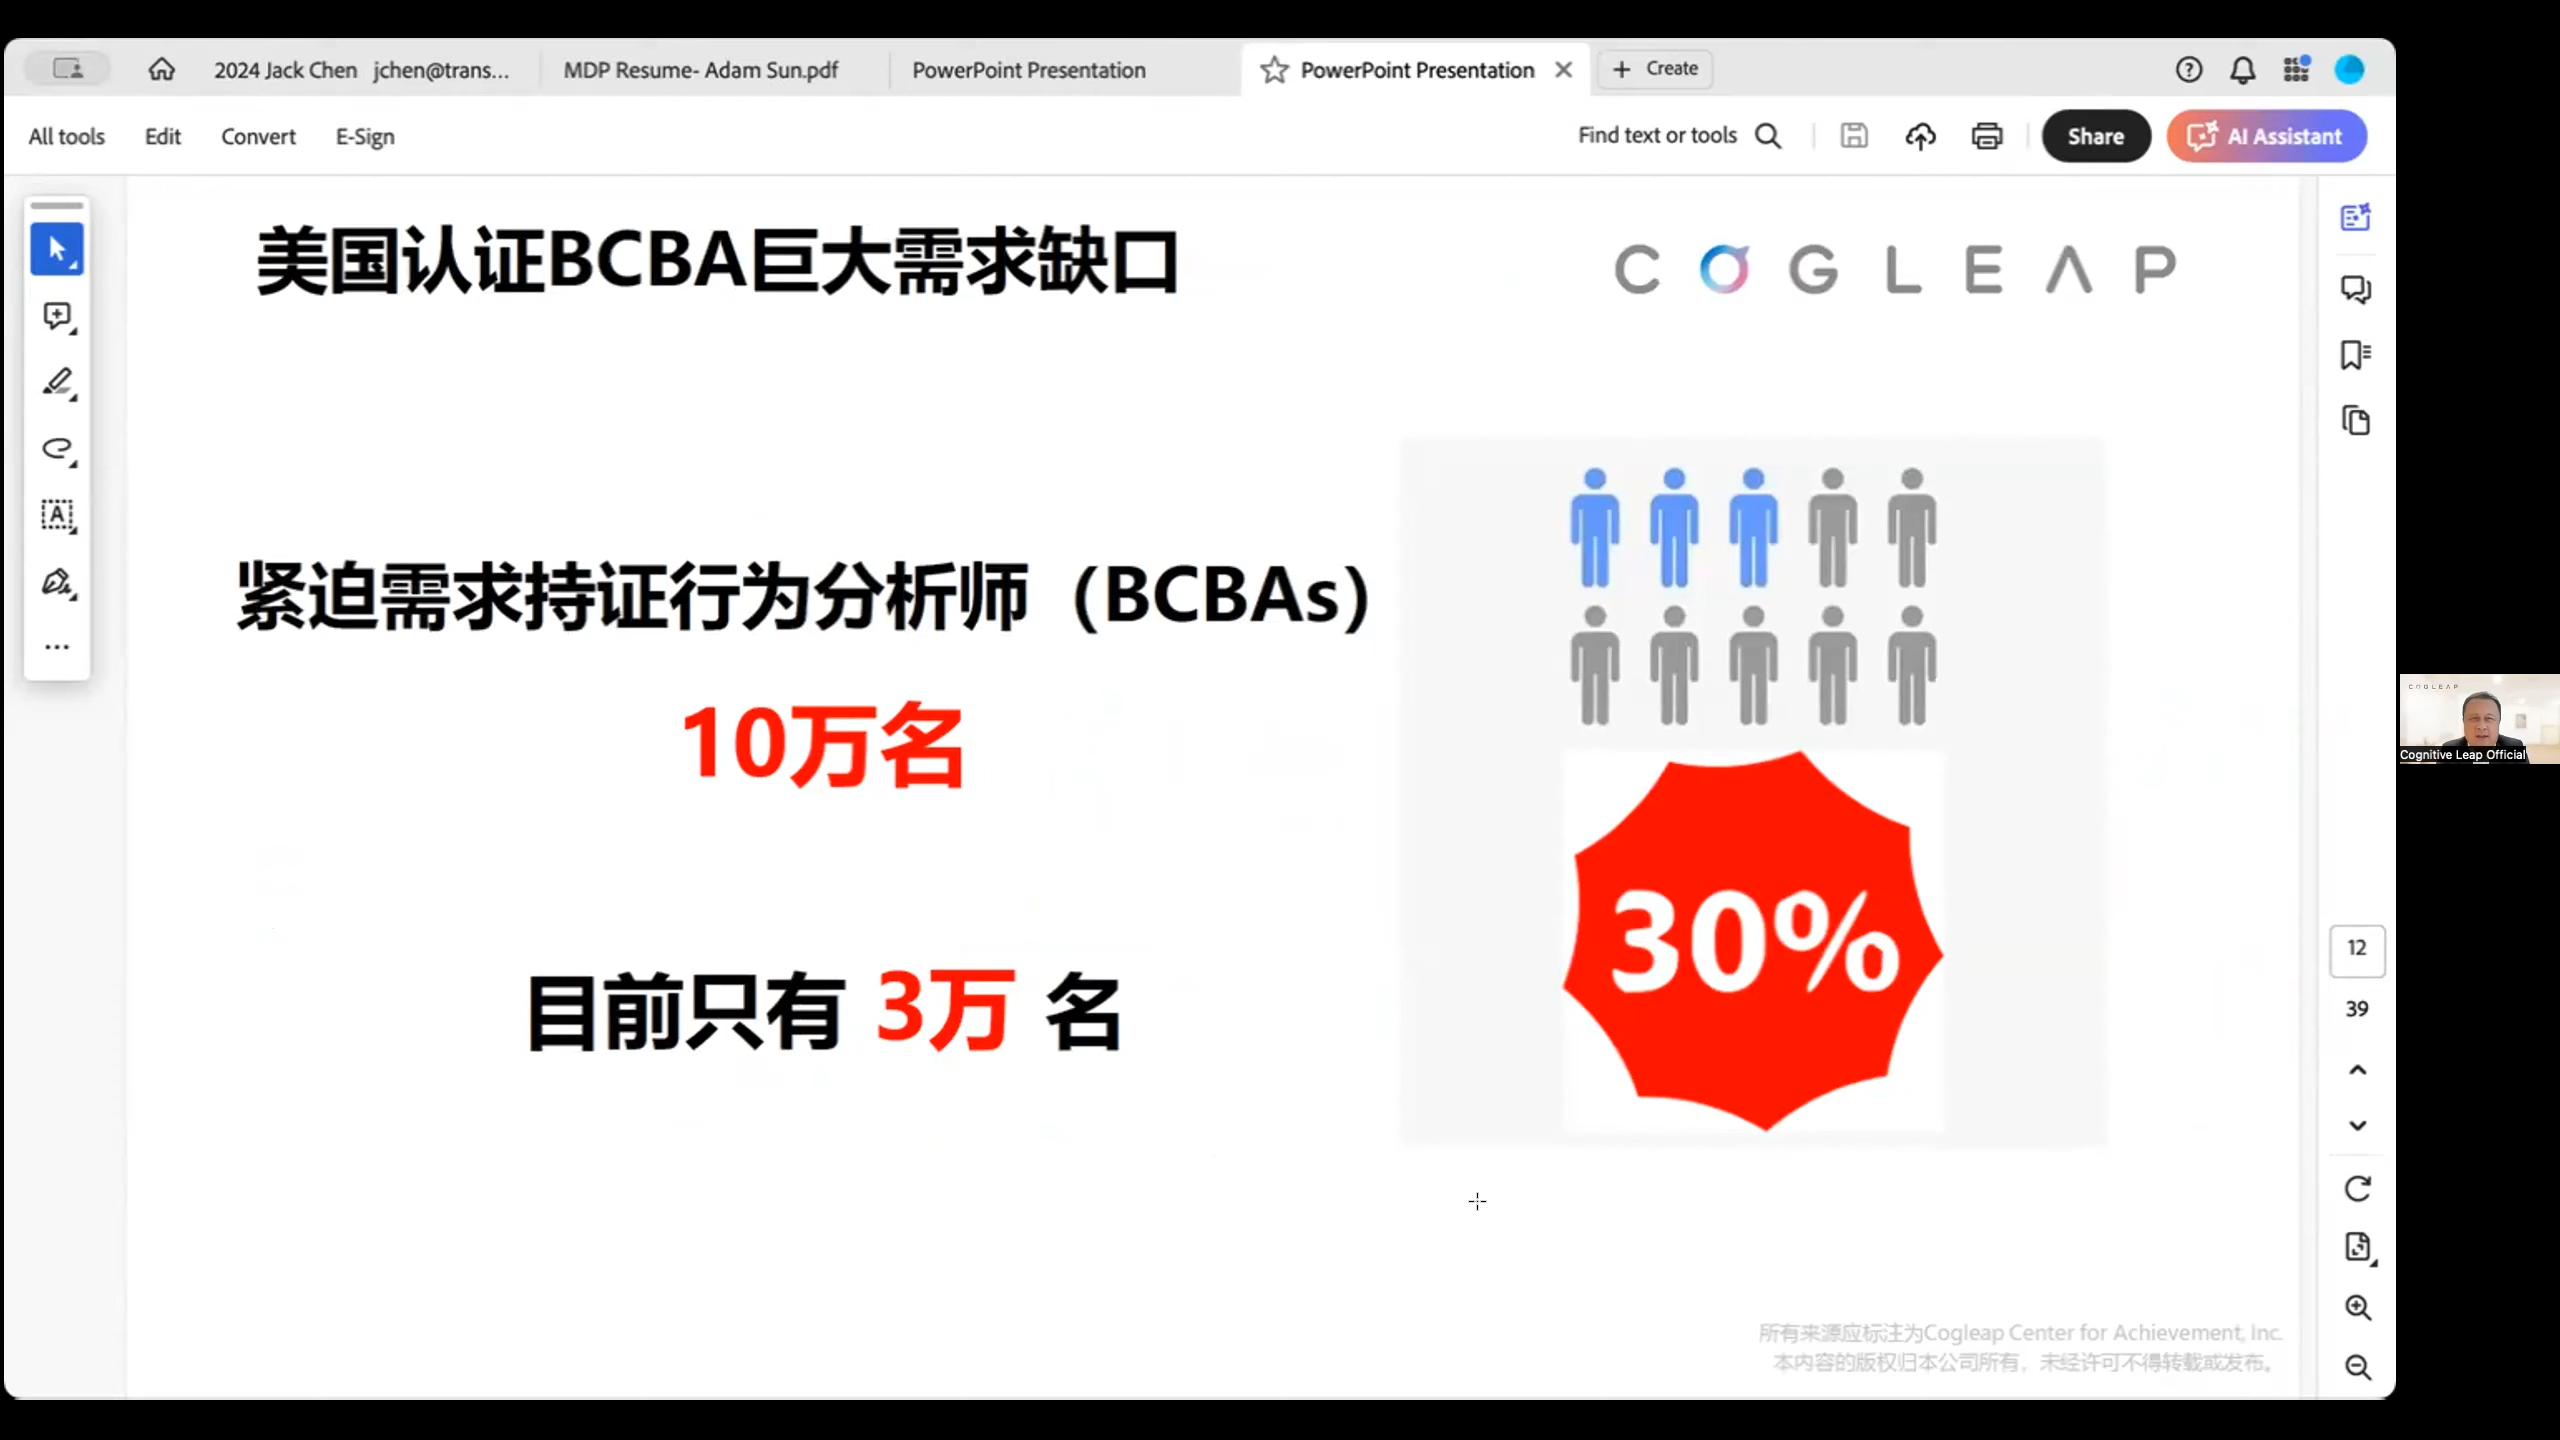 2024 Jack Chen jchen@trans...
MDP Resume- Adam Sun.pdf
PowerPoint Presentation
PowerPoint Presentation
Create
All tools
Edit
Convert
E-Sign
Find text or tools
Share
AI Assistant
美国认证BCBA巨大需求缺口
COGLEAP
紧迫需求持证行为分析师（BCBAs）
10万名
目前只有 3万 名
30%
12
39
COGLEAP
Cognitive Leap Official
所有来源应标注为Cogleap Center for Achievement, Inc.
本内容的版权归本公司所有，未经许可不得转载或发布。